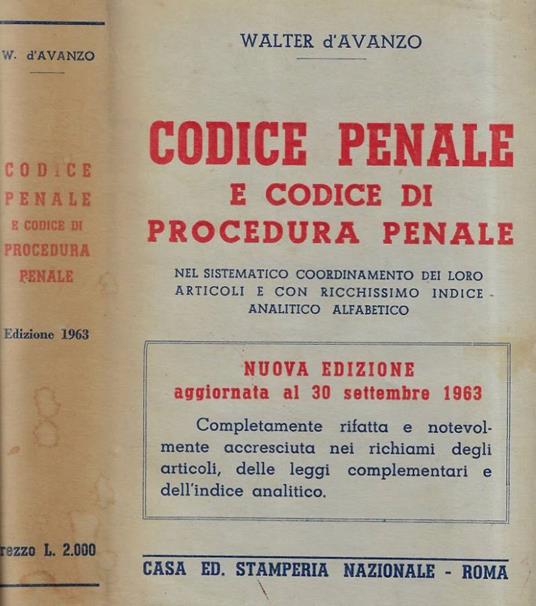 W. d'AVANZO
CODICE
PENALE
E CODICE DI
PROCEDURA
PENALE
Edizione 1963
rezzo L. 2.000
WALTER d'AVANZO
CODICE PENALE
E CODICE DI
PROCEDURA PENALE
NEL SISTEMATICO COORDINAMENTO DEI LORO
ARTICOLI E CON RICCHISSIMO INDICE
ANALITICO ALFABETICO
NUOVA EDIZIONE
aggiornata al 30 settembre 1963
Completamente rifatta e notevol-
mente accresciuta nei richiami degli
articoli, delle leggi complementari e
dell'indice analitico.
CASA ED. STAMPERIA NAZIONALE - ROMA